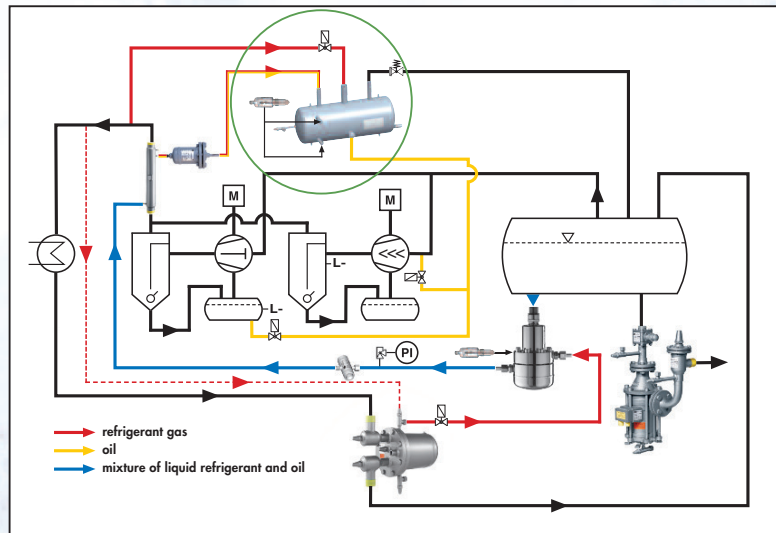 M
M
L-
L-
PI
refrigerant gas
oil
mixture of liquid refrigerant and oil